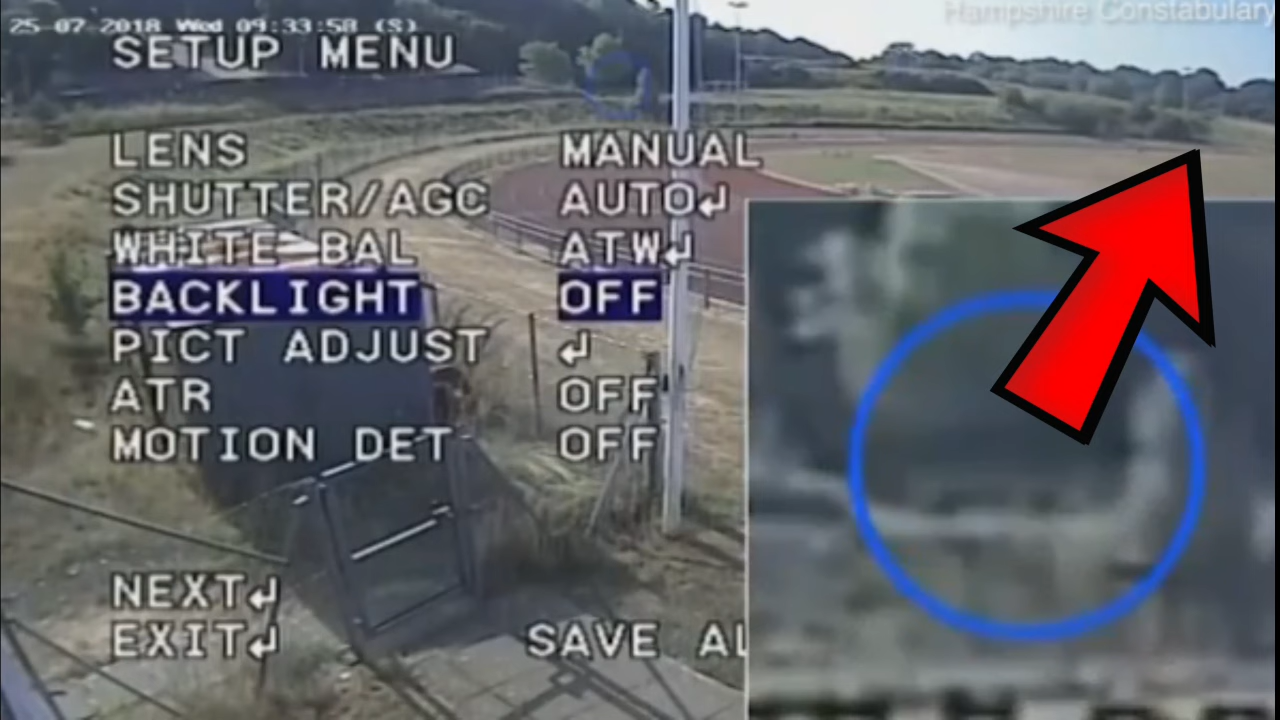 25-07-2018 Wed 09:33:58 (S)
Hampshire Constabulary
SETUP MENU
LENS MANUAL
SHUTTER/AGC AUTO↵
WHITE BAL ATW↵
BACKLIGHT OFF
PICT ADJUST ↵
ATR OFF
MOTION DET OFF
NEXT↵
EXIT↵ SAVE AL